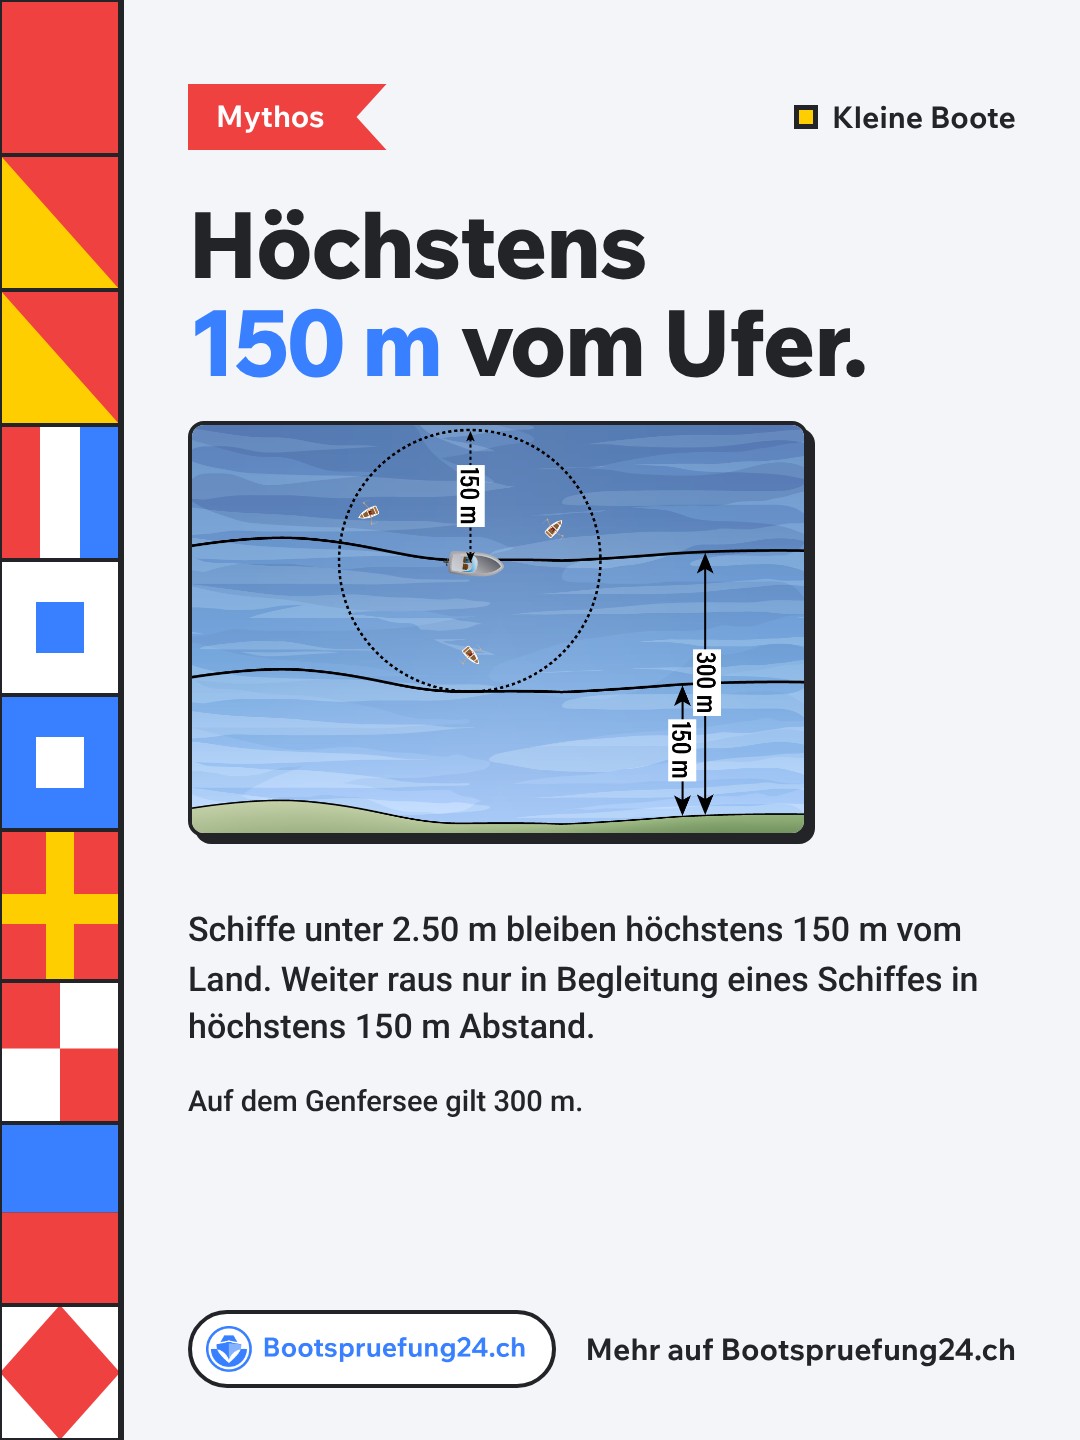 Mythos
Kleine Boote
Höchstens
150 m vom Ufer.
150 m
300 m
150 m
Schiffe unter 2.50 m bleiben höchstens 150 m vom
Land. Weiter raus nur in Begleitung eines Schiffes in
höchstens 150 m Abstand.
Auf dem Genfersee gilt 300 m.
Bootspruefung24.ch
Mehr auf Bootspruefung24.ch